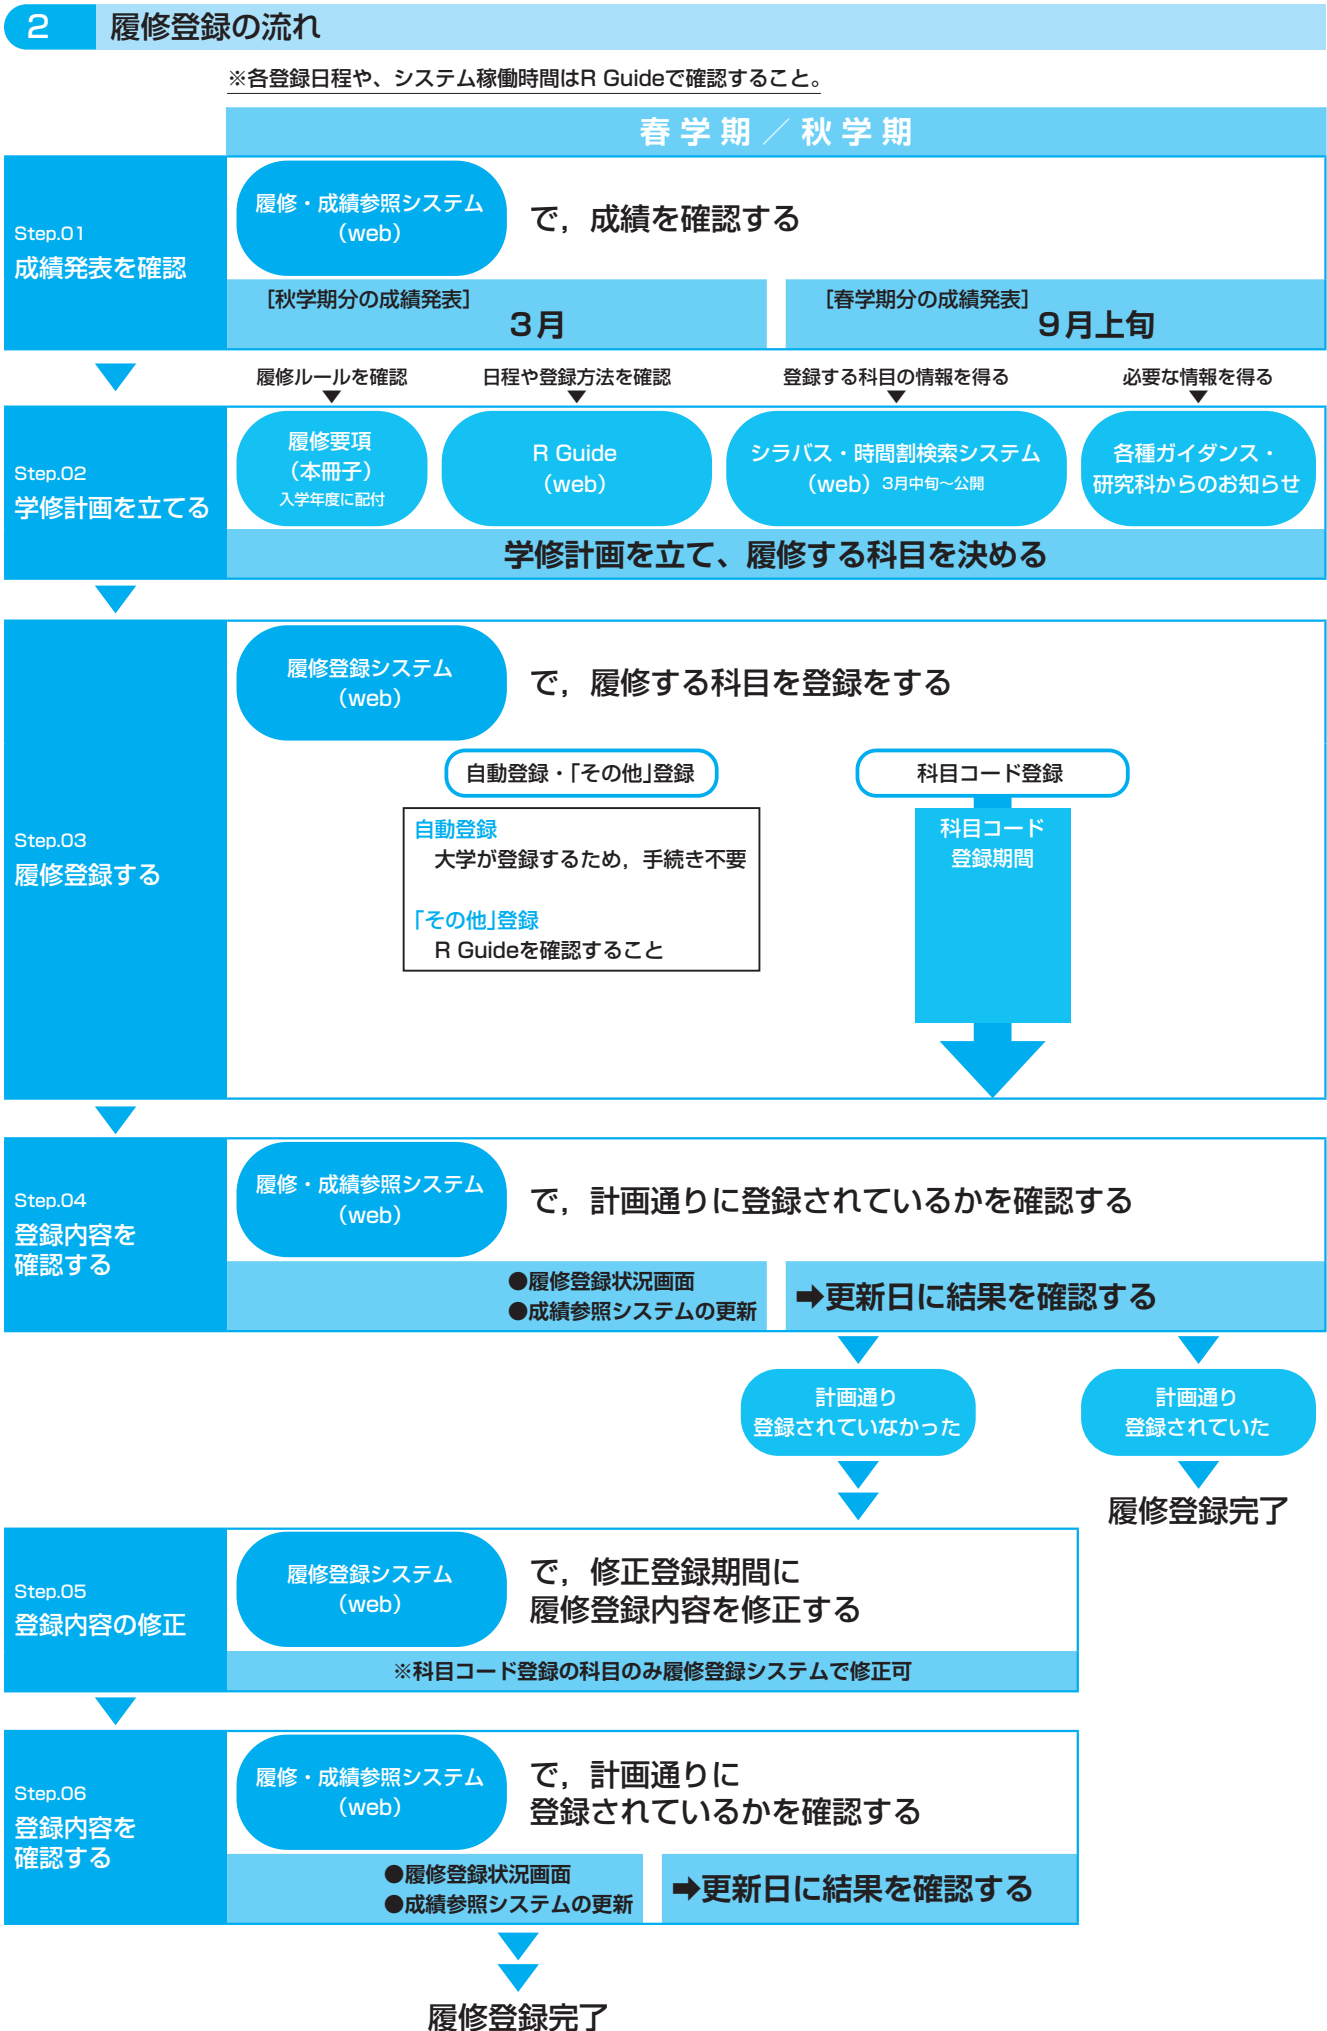 2 履修登録の流れ
※各登録日程や、システム稼働時間はR Guideで確認すること。
春学期／秋学期
Step.01
成績発表を確認
履修・成績参照システム
（web）
で，成績を確認する
［秋学期分の成績発表］
3月
［春学期分の成績発表］
9月上旬
履修ルールを確認
日程や登録方法を確認
登録する科目の情報を得る
必要な情報を得る
Step.02
学修計画を立てる
履修要項
（本冊子）
入学年度に配付
R Guide
（web）
シラバス・時間割検索システム
（web）3月中旬～公開
各種ガイダンス・
研究科からのお知らせ
学修計画を立て、履修する科目を決める
Step.03
履修登録する
履修登録システム
（web）
で，履修する科目を登録をする
自動登録・「その他」登録
自動登録
大学が登録するため，手続き不要
「その他」登録
R Guideを確認すること
科目コード登録
科目コード
登録期間
Step.04
登録内容を
確認する
履修・成績参照システム
（web）
で，計画通りに登録されているかを確認する
●履修登録状況画面
●成績参照システムの更新
➡更新日に結果を確認する
計画通り
登録されていなかった
計画通り
登録されていた
履修登録完了
Step.05
登録内容の修正
履修登録システム
（web）
で，修正登録期間に
履修登録内容を修正する
※科目コード登録の科目のみ履修登録システムで修正可
Step.06
登録内容を
確認する
履修・成績参照システム
（web）
で，計画通りに
登録されているかを確認する
●履修登録状況画面
●成績参照システムの更新
➡更新日に結果を確認する
履修登録完了